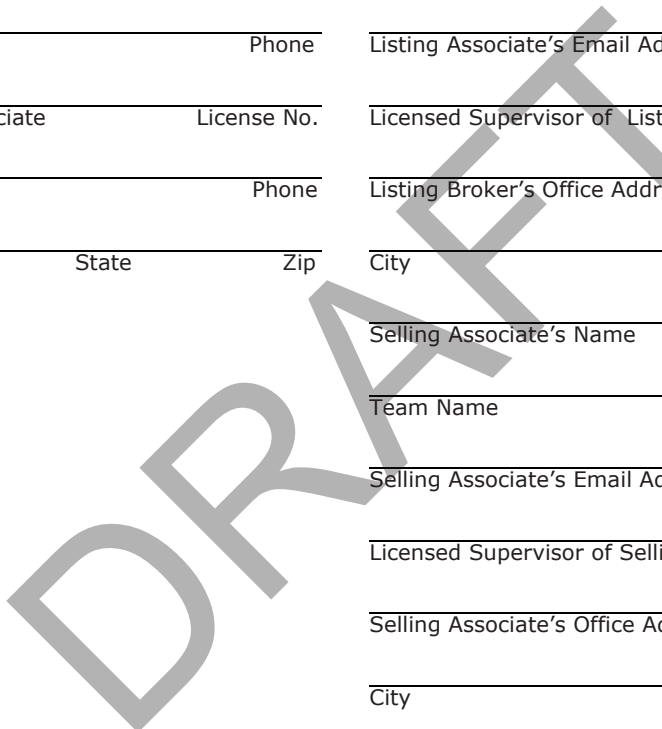 Phone
ciate License No.
Phone
State Zip
Listing Associate's Email Ad
Licensed Supervisor of List
Listing Broker's Office Addr
City
Selling Associate's Name
Team Name
Selling Associate's Email Ad
Licensed Supervisor of Selli
Selling Associate's Office Ad
City
DRAFT